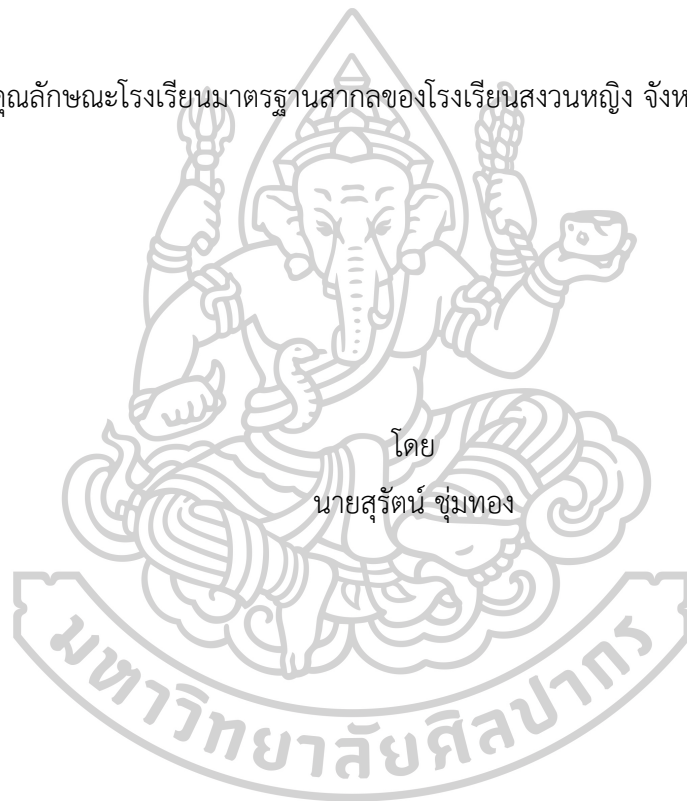 คุณลักษณะโรงเรียนมาตรฐานสากลของโรงเรียนสงวนหญิง
โดย
นายสุรัตน์ ชุ่มทอง
มหาวิทยาลัยศิลปากร